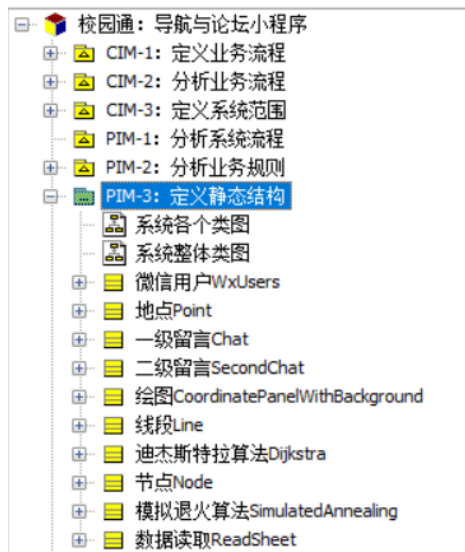 校园通：导航与论坛小程序
CIM-1：定义业务流程
CIM-2：分析业务流程
CIM-3：定义系统范围
PIM-1：分析系统流程
PIM-2：分析业务规则
PIM-3：定义静态结构
系统各个类图
系统整体类图
微信用户WxUsers
地点Point
一级留言Chat
二级留言SecondChat
绘图CoordinatePanelWithBackground
线段Line
迪杰斯特拉算法Dijkstra
节点Node
模拟退火算法SimulatedAnnealing
数据读取ReadSheet